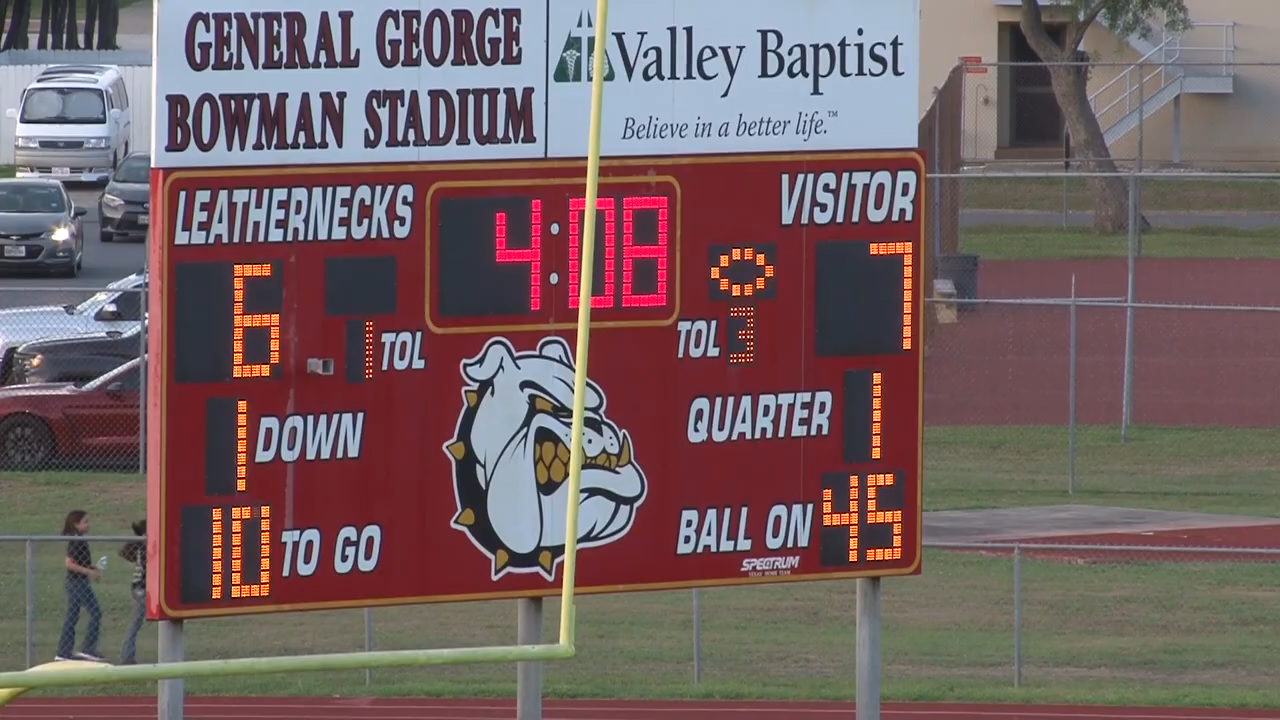 GENERAL GEORGE
BOWMAN STADIUM
Valley Baptist
Believe in a better life.™
LEATHERNECKS
4:08
VISITOR
6
7
1 TOL
TOL 3
1 DOWN
QUARTER 1
10 TO GO
BALL ON 45
SPECTRUM